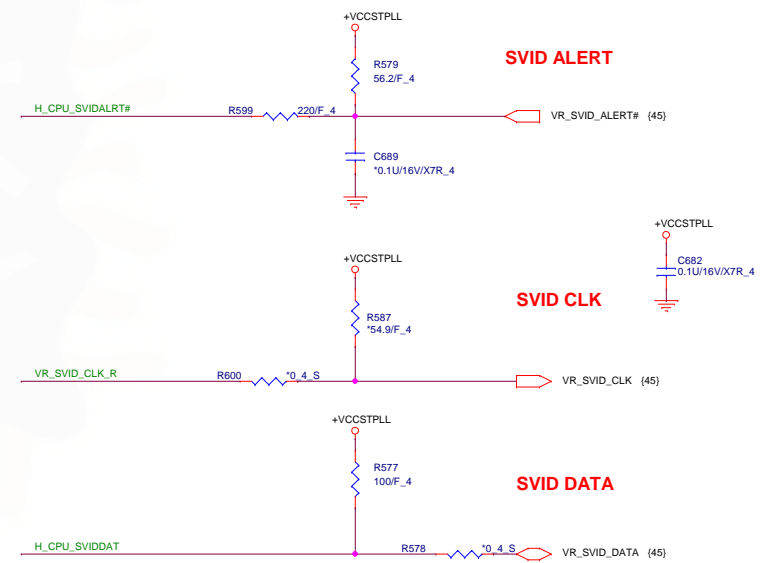 +VCCSTPLL
SVID ALERT
R579
56.2/F_4
H_CPU_SVIDALRT#
R599
220/F_4
VR_SVID_ALERT# {45}
C689
*0.1U/16V/X7R_4
+VCCSTPLL
C682
0.1U/16V/X7R_4
+VCCSTPLL
SVID CLK
R587
*54.9/F_4
VR_SVID_CLK_R
R600
*0_4_S
VR_SVID_CLK {45}
+VCCSTPLL
R577
100/F_4
SVID DATA
H_CPU_SVIDDAT
R578
*0_4_S
VR_SVID_DATA {45}